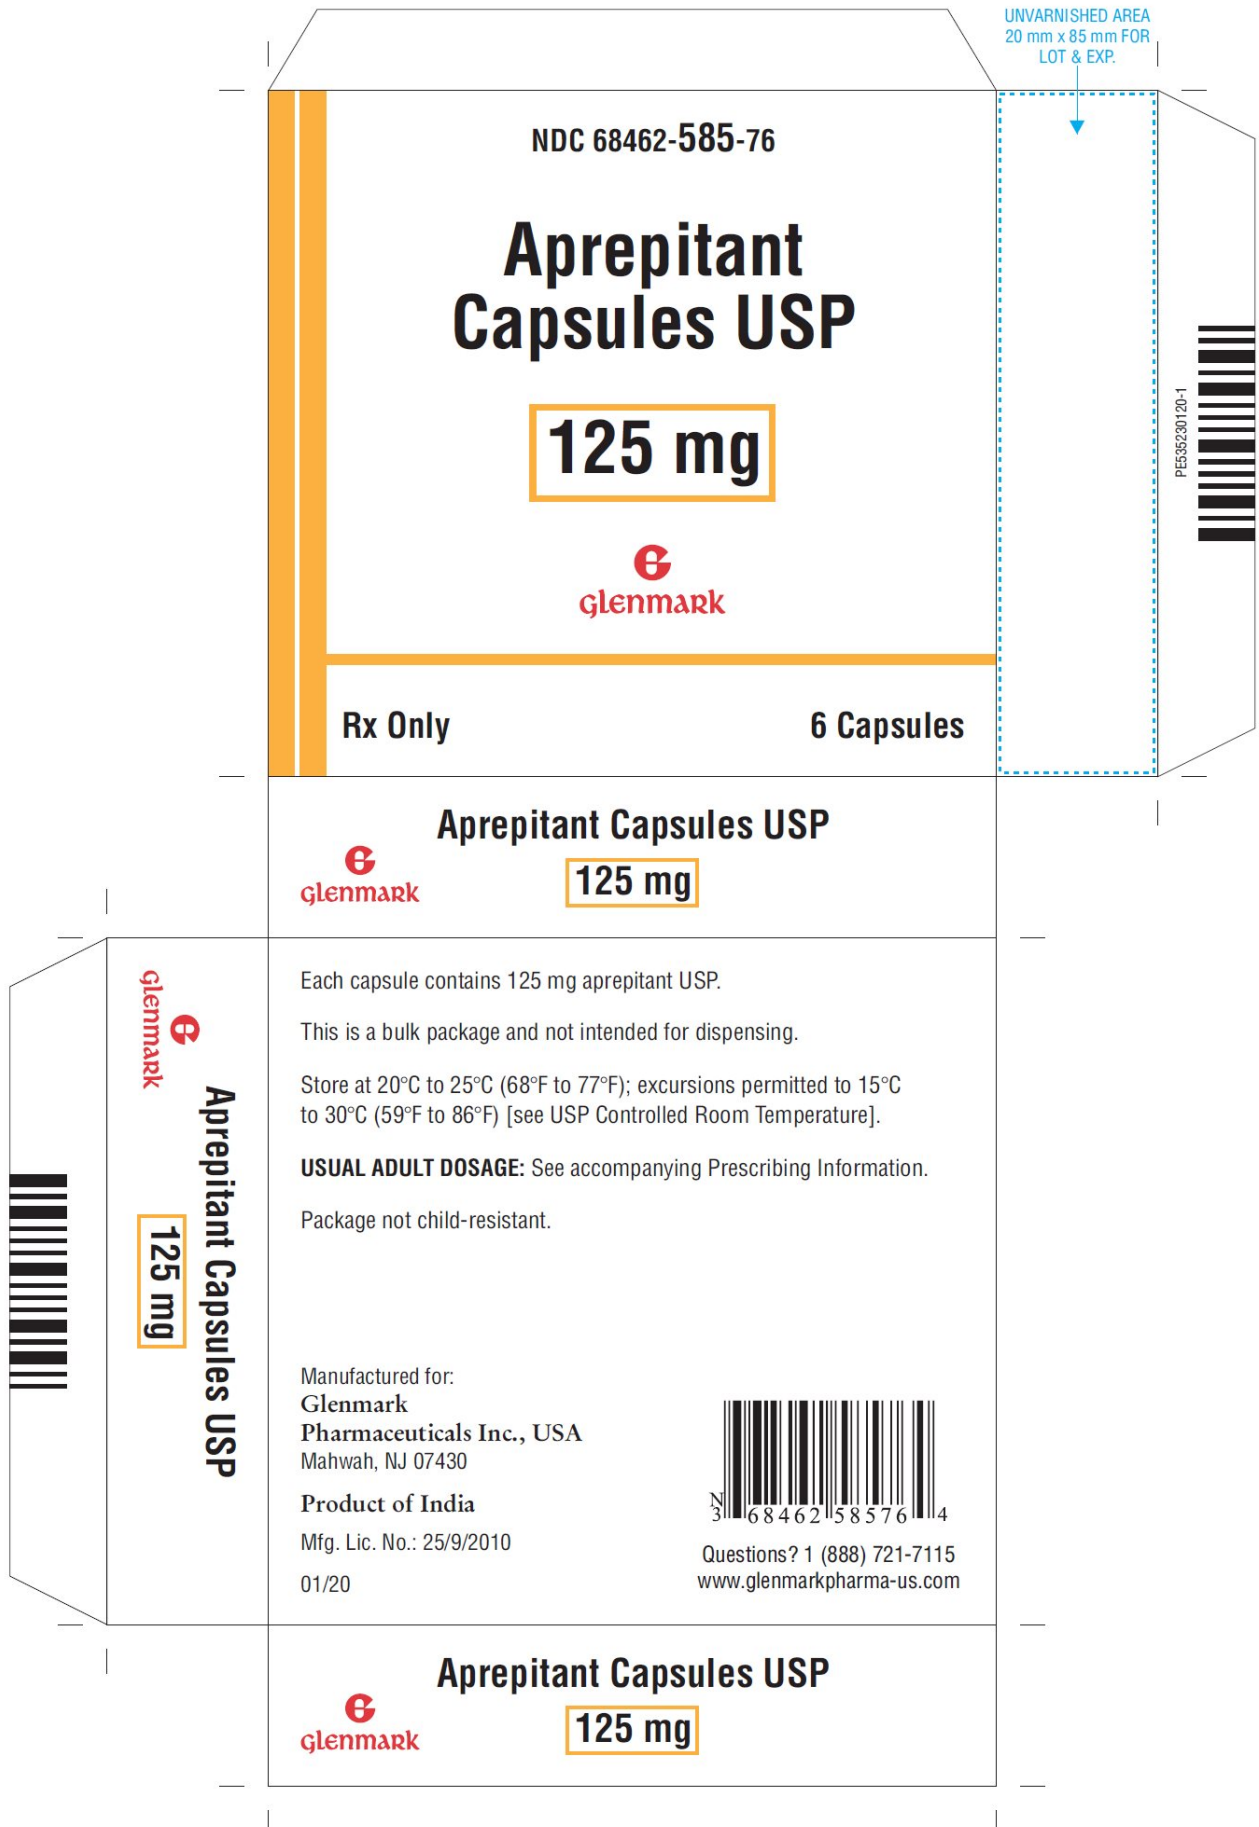 UNVARNISHED AREA
20 mm x 85 mm FOR
LOT & EXP.
NDC 68462-585-76
Aprepitant
Capsules USP
125 mg
Glenmark
Rx Only
6 Capsules
PE535230120-1
Aprepitant Capsules USP
125 mg
Glenmark
Glenmark
Aprepitant Capsules USP
125 mg
Each capsule contains 125 mg aprepitant USP.
This is a bulk package and not intended for dispensing.
Store at 20°C to 25°C (68°F to 77°F); excursions permitted to 15°C
to 30°C (59°F to 86°F) [see USP Controlled Room Temperature].
USUAL ADULT DOSAGE: See accompanying Prescribing Information.
Package not child-resistant.
Manufactured for:
Glenmark
Pharmaceuticals Inc., USA
Mahwah, NJ 07430
Product of India
Mfg. Lic. No.: 25/9/2010
01/20
N
3 68462 58576 4
Questions? 1 (888) 721-7115
www.glenmarkpharma-us.com
Aprepitant Capsules USP
125 mg
Glenmark